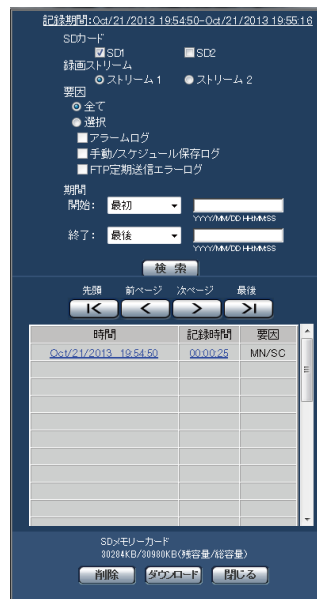 記録期間:Oct/21/2013 19:54:50-Oct/21/2013 19:55:16
SDカード
SD1 SD2
録画ストリーム
ストリーム1 ストリーム2
要因
全て
選択
アラームログ
手動/スケジュール保存ログ
FTP定期送信エラーログ
期間
開始: 最初
YYYY/MM/DD HH:MM:SS
終了: 最後
YYYY/MM/DD HH:MM:SS
検 索
先頭 前ページ 次ページ 最後
|< < > >|
時間 記録時間 要因
Oct/21/2013 19:54:50 00:00:25 MN/SC
SDメモリーカード
30284KB/30980KB(残容量/総容量)
削除 ダウンロード 閉じる